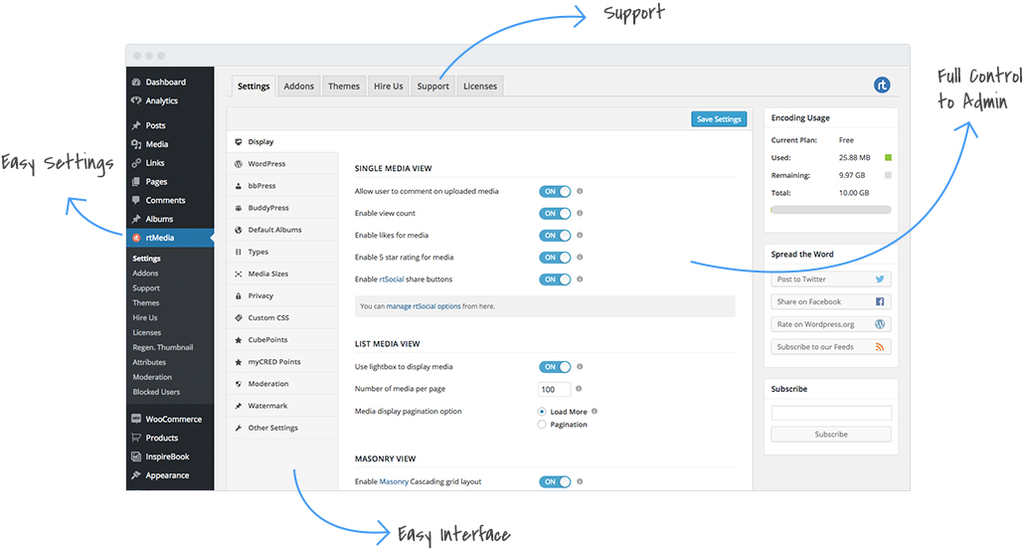 Support
Full Control
to Admin
Easy Settings
Dashboard
Analytics
Posts
Media
Links
Pages
Comments
Albums
rtMedia
Settings
Addons
Support
Themes
Hire Us
Licenses
Regen. Thumbnail
Attributes
Moderation
Blocked Users
WooCommerce
Products
InspireBook
Appearance
Settings Addons Themes Hire Us Support Licenses
rt
Save Settings
Display
WordPress
bbPress
BuddyPress
Default Albums
Types
Media Sizes
Privacy
Custom CSS
CubePoints
myCRED Points
Moderation
Watermark
Other Settings
SINGLE MEDIA VIEW
Allow user to comment on uploaded media ON
Enable view count ON
Enable likes for media ON
Enable 5 star rating for media ON
Enable rtSocial share buttons ON
You can manage rtSocial options from here.
LIST MEDIA VIEW
Use lightbox to display media ON
Number of media per page 100
Media display pagination option Load More
Pagination
MASONRY VIEW
Enable Masonry Cascading grid layout ON
Encoding Usage
Current Plan: Free
Used: 25.88 MB
Remaining: 9.97 GB
Total: 10.00 GB
Spread the Word
Post to Twitter
Share on Facebook
Rate on Wordpress.org
Subscribe to our Feeds
Subscribe
Subscribe
Easy Interface